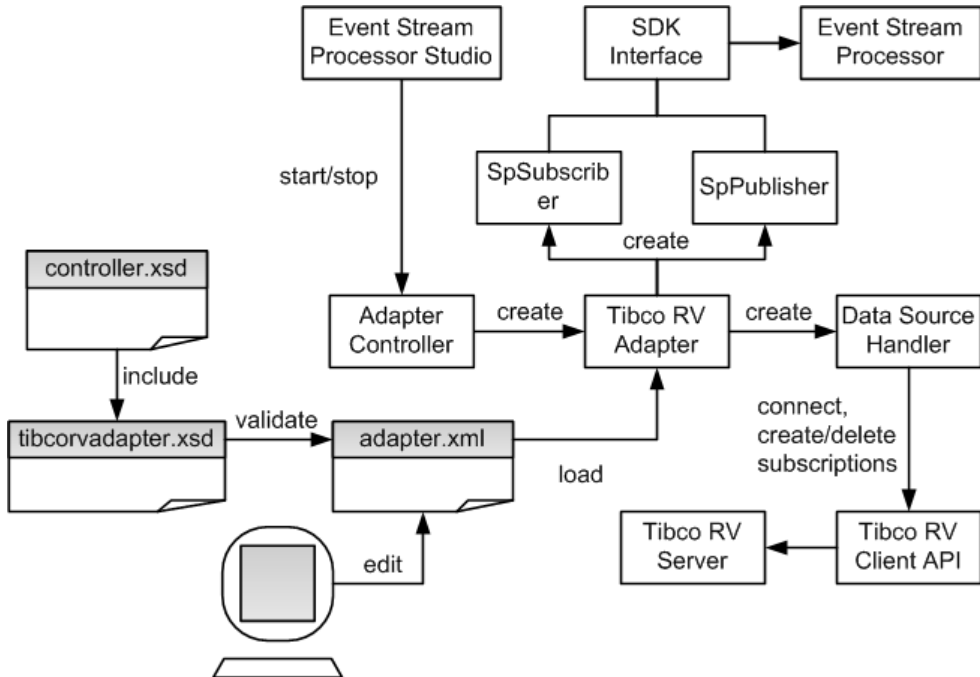 Event Stream
Processor Studio
SDK
Interface
Event Stream
Processor
start/stop
SpSubscrib
er
SpPublisher
create
controller.xsd
Adapter
Controller
create
Tibco RV
Adapter
create
Data Source
Handler
include
tibcorvadapter.xsd
validate
adapter.xml
load
connect,
create/delete
subscriptions
edit
Tibco RV
Server
Tibco RV
Client API